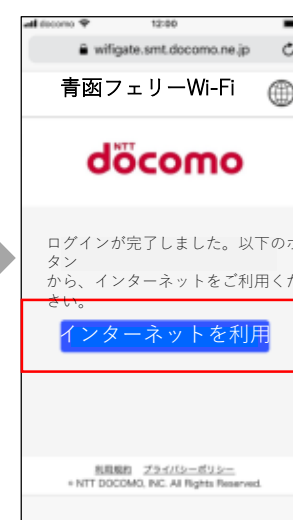 docomo 12:00
wifigate.smt.docomo.ne.jp
青函フェリーWi-Fi
NTT
döcomo
ログインが完了しました。以下のボ
タン
から、インターネットをご利用くだ
さい。
インターネットを利用
利用規約 プライバシーポリシー
© NTT DOCOMO, INC. All Rights Reserved.